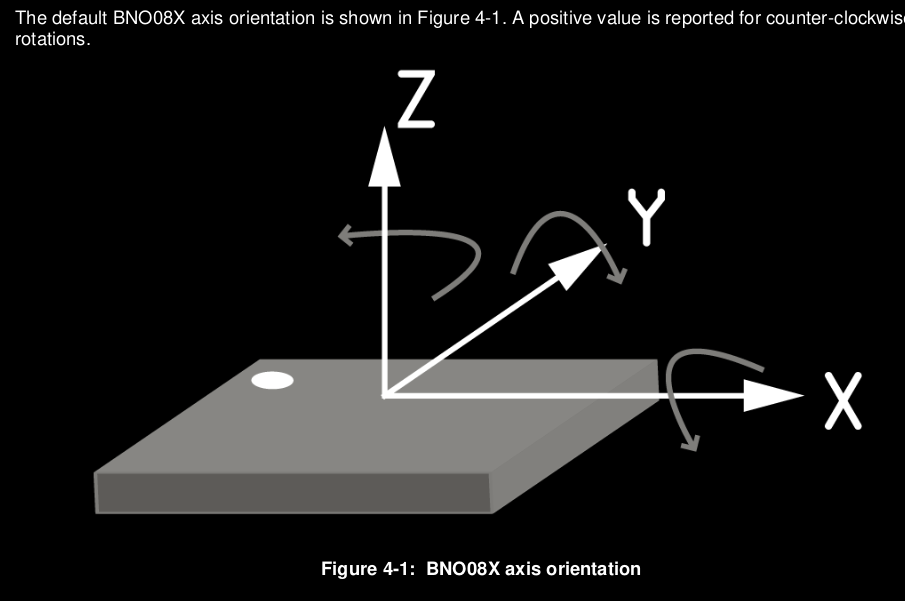 The default BNO08X axis orientation is shown in Figure 4-1. A positive value is reported for counter-clockwise
rotations.
Z
Y
X
Figure 4-1: BNO08X axis orientation